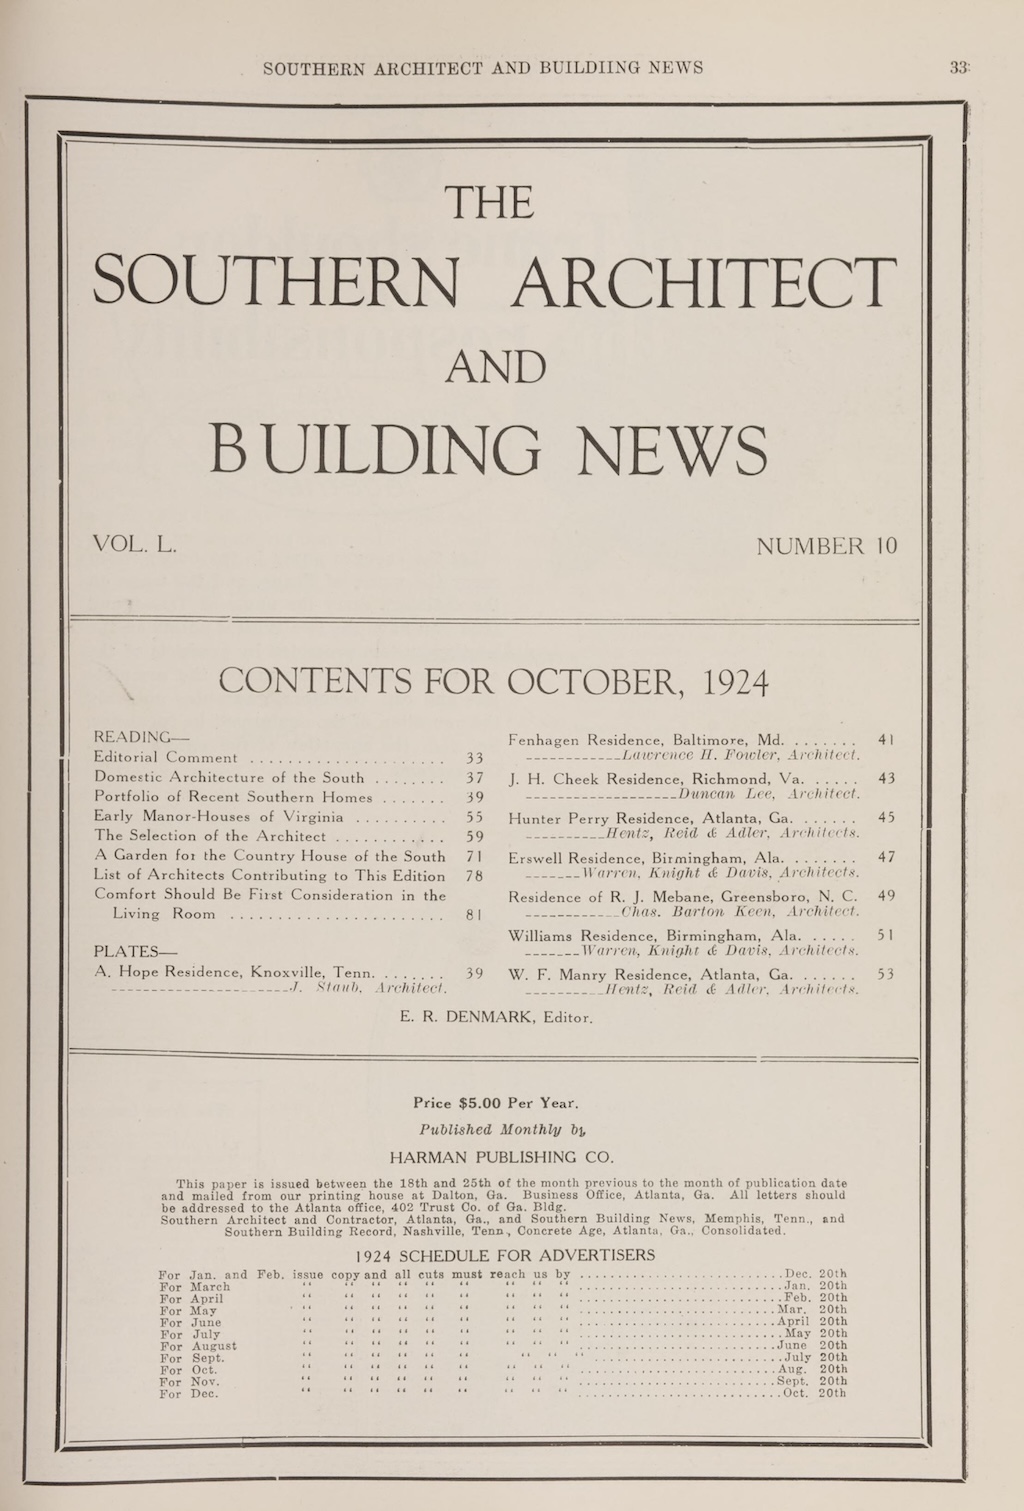 SOUTHERN ARCHITECT AND BUILDIING NEWS 33
THE
SOUTHERN ARCHITECT
AND
BUILDING NEWS
VOL. L. NUMBER 10
CONTENTS FOR OCTOBER, 1924
READING—
Editorial Comment ...................... 33
Domestic Architecture of the South ........ 37
Portfolio of Recent Southern Homes ....... 39
Early Manor-Houses of Virginia .......... 55
The Selection of the Architect ............ 59
A Garden for the Country House of the South 71
List of Architects Contributing to This Edition 78
Comfort Should Be First Consideration in the
Living Room ........................ 81
PLATES—
A. Hope Residence, Knoxville, Tenn. ........ 39
----------------------J. Staub, Architect.
Fenhagen Residence, Baltimore, Md. ........ 41
------------Lawrence H. Fowler, Architect.
J. H. Cheek Residence, Richmond, Va. ..... 43
-------------------Duncan Lee, Architect.
Hunter Perry Residence, Atlanta, Ga. ...... 45
----------Hentz, Reid & Adler, Architects.
Erswell Residence, Birmingham, Ala. ........ 47
-------Warren, Knight & Davis, Architects.
Residence of R. J. Mebane, Greensboro, N. C. 49
------------Chas. Barton Keen, Architect.
Williams Residence, Birmingham, Ala. ..... 51
-------Warren, Knight & Davis, Architects.
W. F. Manry Residence, Atlanta, Ga. ...... 53
----------Hentz, Reid & Adler, Architects.
E. R. DENMARK, Editor.
Price $5.00 Per Year.
Published Monthly by
HARMAN PUBLISHING CO.
This paper is issued between the 18th and 25th of the month previous to the month of publication date
and mailed from our printing house at Dalton, Ga. Business Office, Atlanta, Ga. All letters should
be addressed to the Atlanta office, 402 Trust Co. of Ga. Bldg.
Southern Architect and Contractor, Atlanta, Ga., and Southern Building News, Memphis, Tenn., and
Southern Building Record, Nashville, Tenn., Concrete Age, Atlanta, Ga., Consolidated.
1924 SCHEDULE FOR ADVERTISERS
For Jan. and Feb. issue copy and all cuts must reach us by ..........................Dec. 20th
For March " " " " " " " " " ..........................Jan. 20th
For April " " " " " " " " " ..........................Feb. 20th
For May " " " " " " " " " .........................Mar. 20th
For June " " " " " " " " " .........................April 20th
For July " " " " " " " " " ..........................May 20th
For August " " " " " " " " " .........................June 20th
For Sept. " " " " " " " " " ........................July 20th
For Oct. " " " " " " " " " .........................Aug. 20th
For Nov. " " " " " " " " " .........................Sept. 20th
For Dec. " " " " " " " " " ..........................Oct. 20th